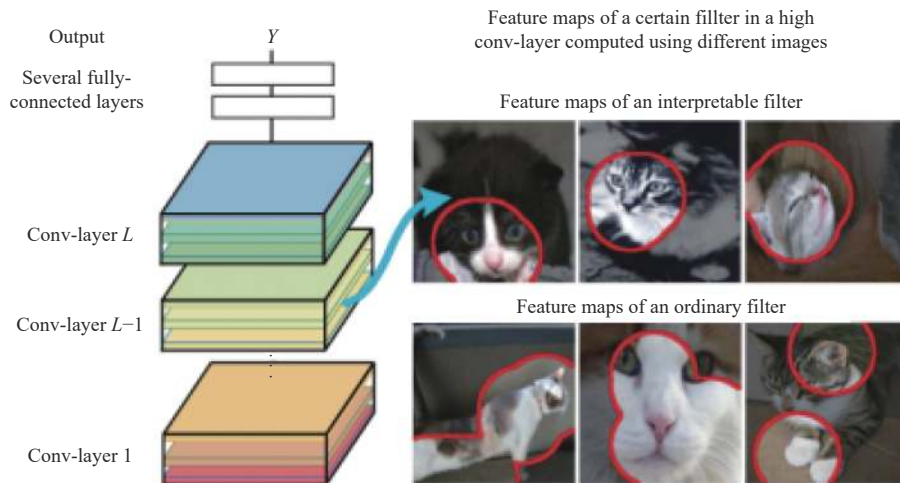 Output
Y
Several fully-
connected layers
Conv-layer L
Conv-layer L−1
Conv-layer 1
Feature maps of a certain fillter in a high
conv-layer computed using different images
Feature maps of an interpretable filter
Feature maps of an ordinary filter